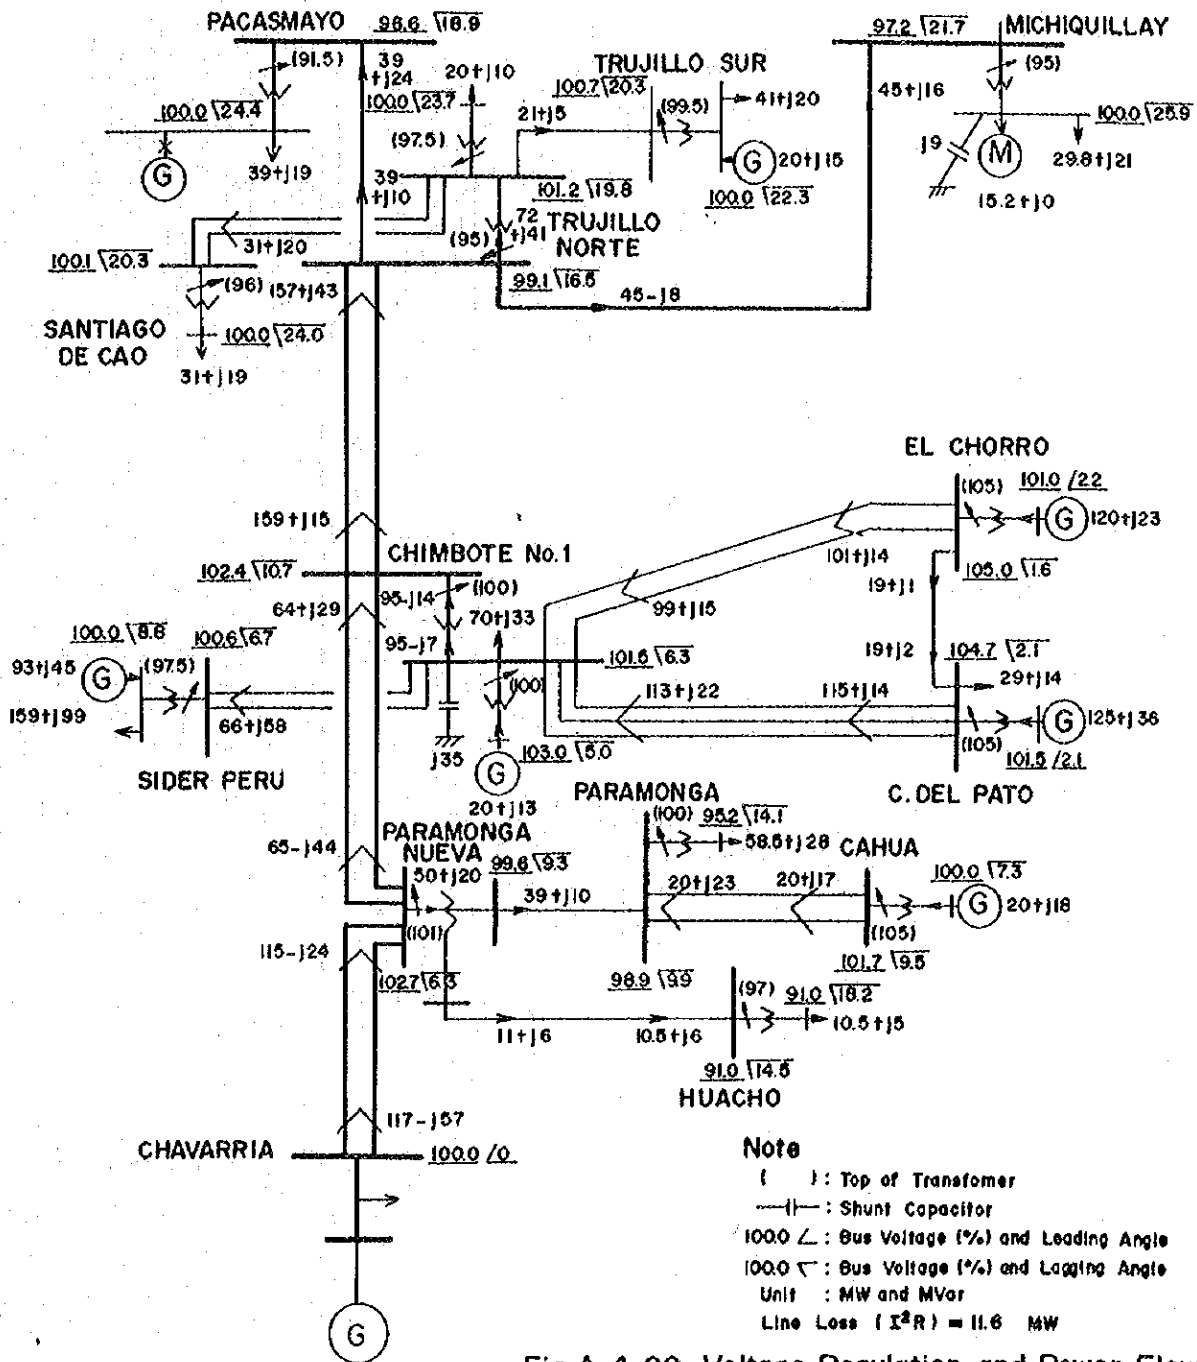 PACASMAYO
96.6 18.9
(91.5)
39
+j24
100.0 24.4
G
39+j19
39
+j10
20+j10
100.0 23.7
(97.5)
21+j5
TRUJILLO SUR
100.7 20.3
(99.5)
41+j20
G
20+j15
100.0 22.3
97.2 21.7
MICHIQUILLAY
(95)
45+j16
100.0 25.9
j9
M
29.8+j21
15.2+j0
101.2 19.8
72
+j41
TRUJILLO
NORTE
(95)
31+j20
100.1 20.3
(96)
157+j43
99.1 16.5
45-j8
SANTIAGO
DE CAO
100.0 24.0
31+j19
EL CHORRO
(105)
101.0 /2.2
G
120+j23
159+j15
101+j14
105.0 1.6
CHIMBOTE No.1
102.4 10.7
95-j14
(100)
19+j1
64+j29
70+j33
99+j15
100.0 8.8
100.6 6.7
95-j7
101.5 6.3
19+j2
104.7 2.1
29+j14
93+j45
G
(97.5)
(100)
113+j22
115+j14
G
125+j36
159+j99
66+j58
j35
G
103.0 5.0
(105)
101.5 /2.1
SIDER PERU
20+j13
C. DEL PATO
PARAMONGA
65-j44
PARAMONGA
NUEVA
(100)
95.2 14.1
58.5+j28
CAHUA
50+j20
99.6 9.3
39+j10
20+j23
20+j17
100.0 7.3
G
20+j18
(101)
(105)
115-j24
102.7 6.3
98.9 9.9
101.7 9.5
(97)
91.0 18.2
11+j6
10.5+j6
10.5+j5
91.0 14.5
HUACHO
117-j57
CHAVARRIA
100.0 /0
G
Note
( ) : Top of Transfomer
: Shunt Capacitor
100.0 ∠ : Bus Voltage (%) and Leading Angle
100.0 : Bus Voltage (%) and Lagging Angle
Unit : MW and MVar
Line Loss ( I²R ) = 11.6 MW